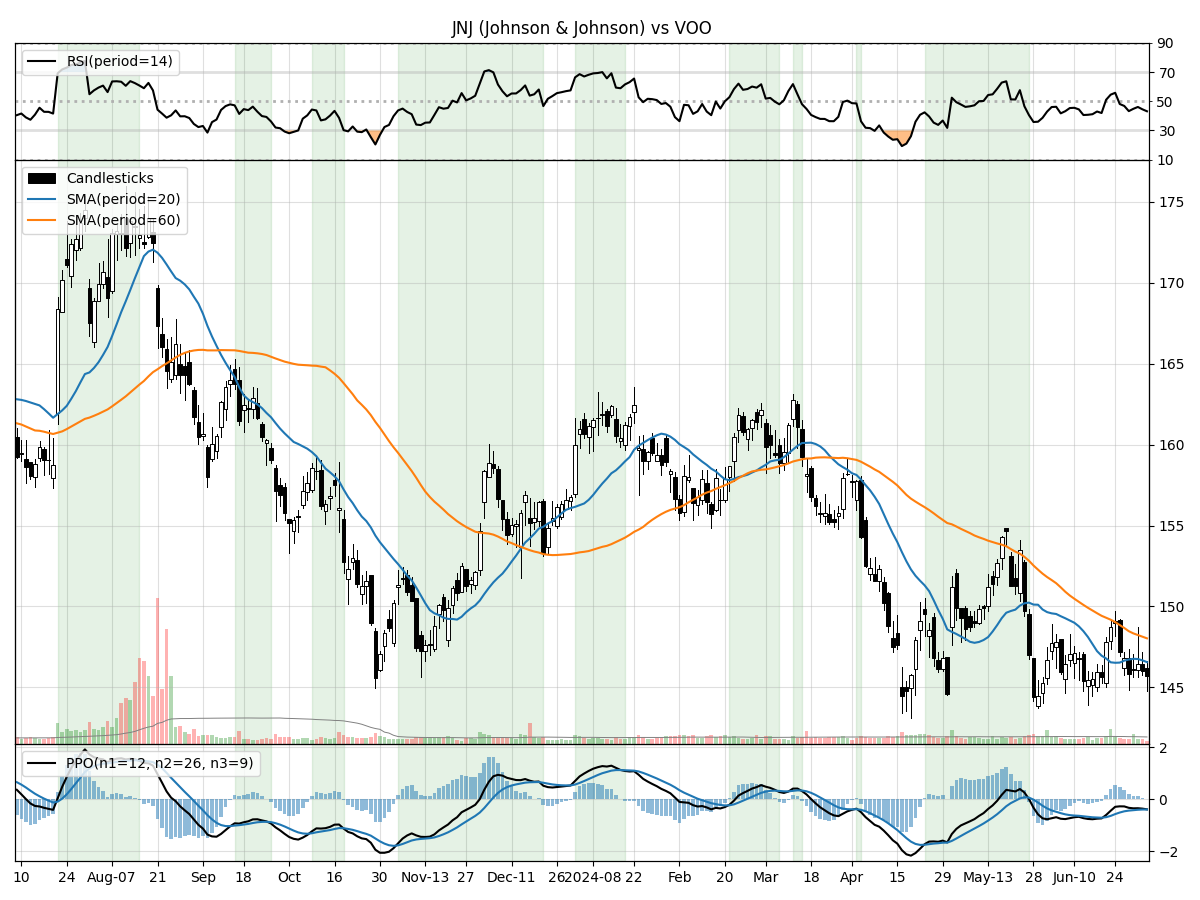 JNJ (Johnson & Johnson) vs VOO
RSI(period=14)
90
70
50
30
10
Candlesticks
SMA(period=20)
SMA(period=60)
175
170
165
160
155
150
145
PPO(n1=12, n2=26, n3=9)
2
0
−2
10 24 Aug-07 21 Sep 18 Oct 16 30 Nov-13 27 Dec-11 26 2024-08 22 Feb 20 Mar 18 Apr 15 29 May-13 28 Jun-10 24